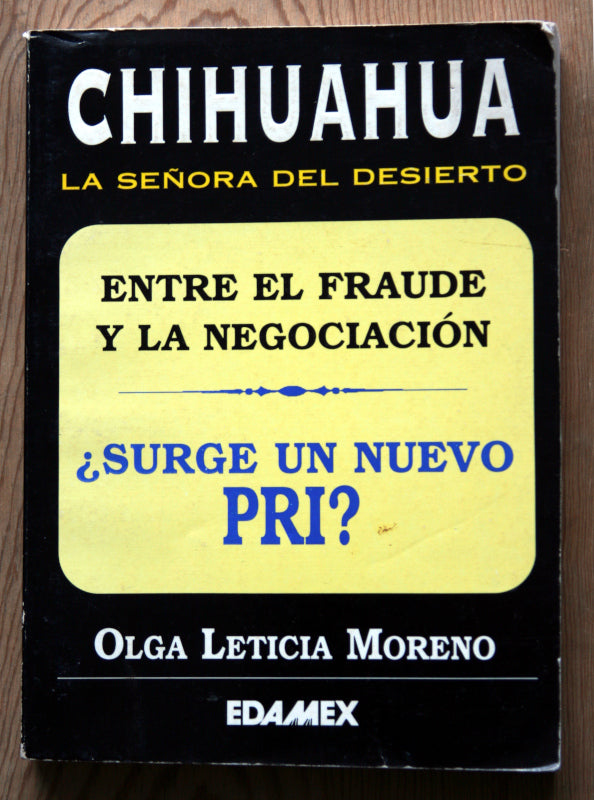 CHIHUAHUA
LA SEÑORA DEL DESIERTO
ENTRE EL FRAUDE
Y LA NEGOCIACIÓN
¿SURGE UN NUEVO
PRI?
OLGA LETICIA MORENO
EDAMEX